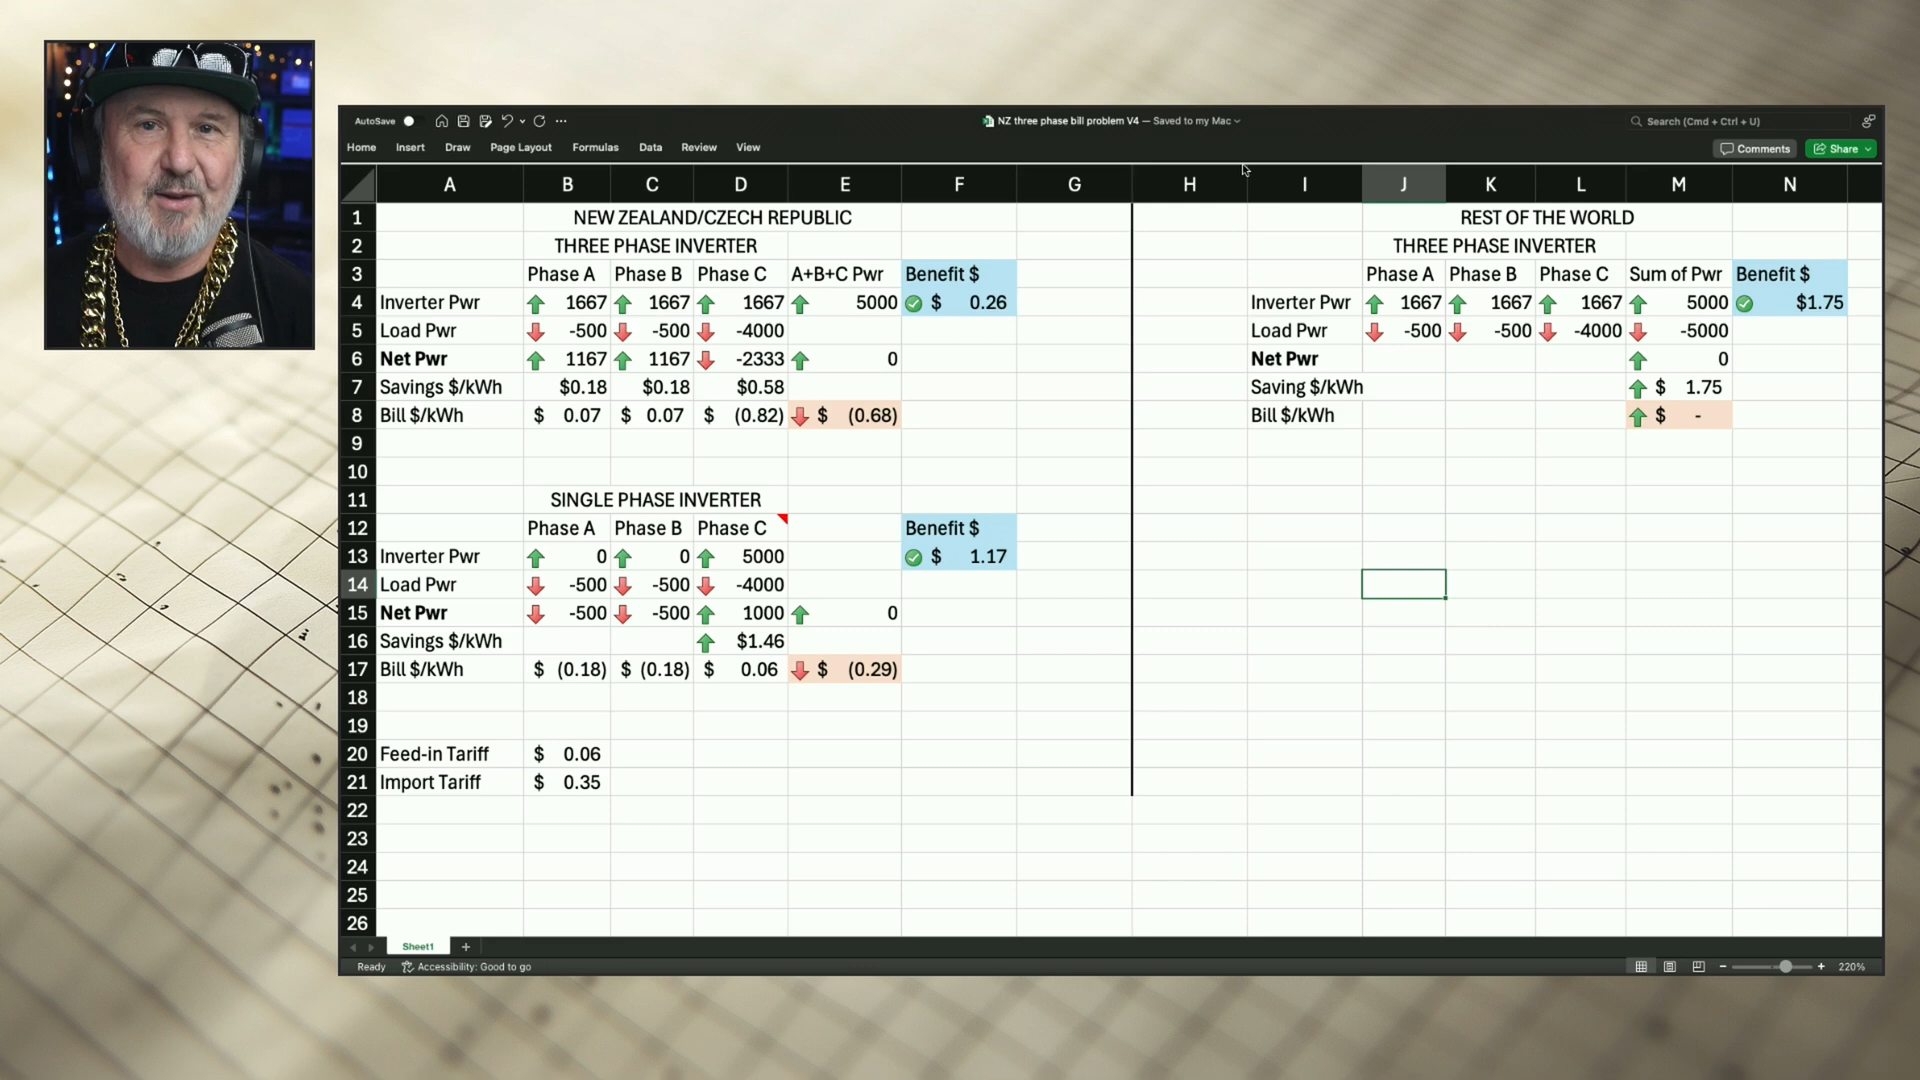 AutoSave
NZ three phase bill problem V4 — Saved to my Mac
Search (Cmd + Ctrl + U)
Home Insert Draw Page Layout Formulas Data Review View
Comments Share
A B C D E F G H I J K L M N
1 NEW ZEALAND/CZECH REPUBLIC REST OF THE WORLD
2 THREE PHASE INVERTER THREE PHASE INVERTER
3 Phase A Phase B Phase C A+B+C Pwr Benefit $ Phase A Phase B Phase C Sum of Pwr Benefit $
4 Inverter Pwr 1667 1667 1667 5000 $ 0.26 Inverter Pwr 1667 1667 1667 5000 $1.75
5 Load Pwr -500 -500 -4000 Load Pwr -500 -500 -4000 -5000
6 Net Pwr 1167 1167 -2333 0 Net Pwr 0
7 Savings $/kWh $0.18 $0.18 $0.58 Saving $/kWh $ 1.75
8 Bill $/kWh $ 0.07 $ 0.07 $ (0.82) $ (0.68) Bill $/kWh $ -
9
10
11 SINGLE PHASE INVERTER
12 Phase A Phase B Phase C Benefit $
13 Inverter Pwr 0 0 5000 $ 1.17
14 Load Pwr -500 -500 -4000
15 Net Pwr -500 -500 1000 0
16 Savings $/kWh $1.46
17 Bill $/kWh $ (0.18) $ (0.18) $ 0.06 $ (0.29)
18
19
20 Feed-in Tariff $ 0.06
21 Import Tariff $ 0.35
22
23
24
25
26
Sheet1 +
Ready Accessibility: Good to go 220%